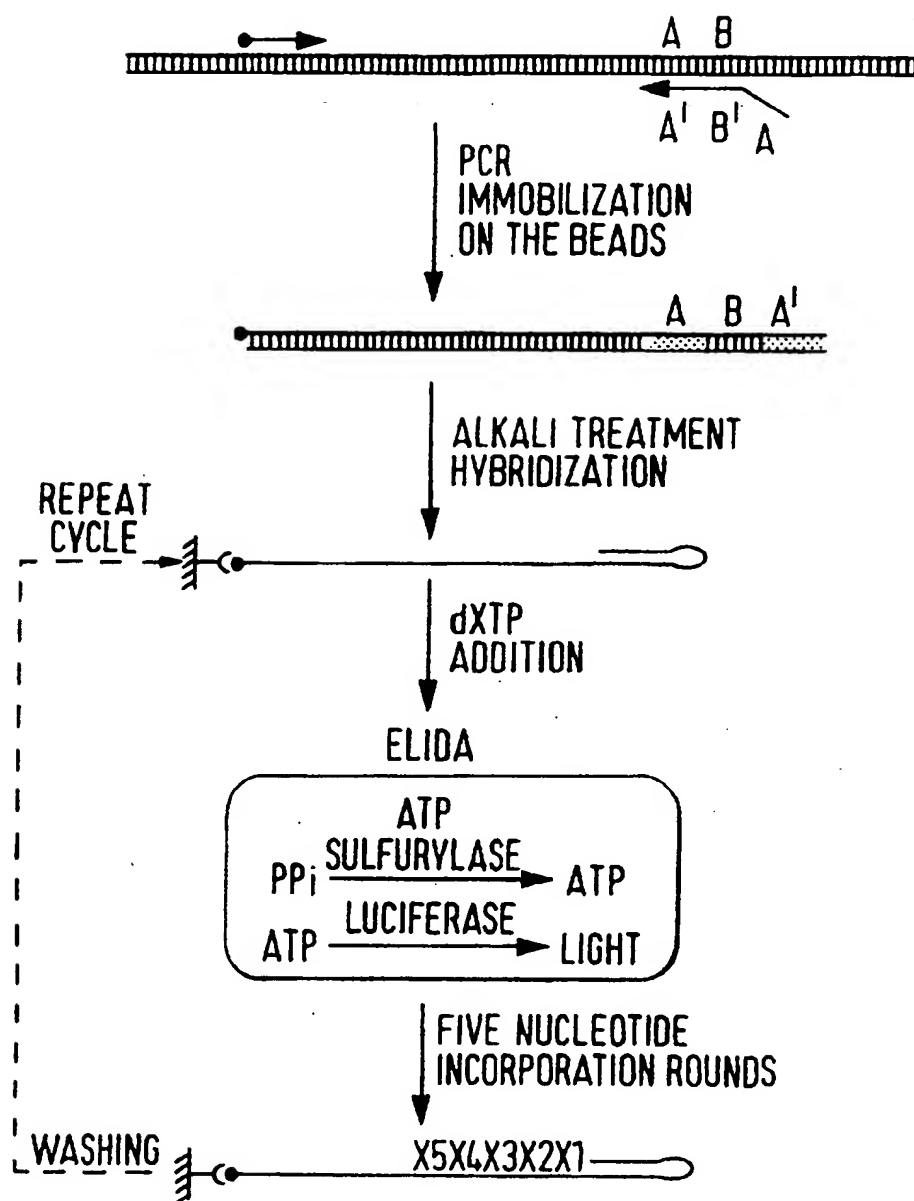 A B
A' B' A
PCR
IMMOBILIZATION
ON THE BEADS
A B A'
ALKALI TREATMENT
HYBRIDIZATION
REPEAT
CYCLE
dXTP
ADDITION
ELIDA
ATP
SULFURYLASE
PPi ATP
LUCIFERASE
ATP LIGHT
FIVE NUCLEOTIDE
INCORPORATION ROUNDS
WASHING
X5X4X3X2X1